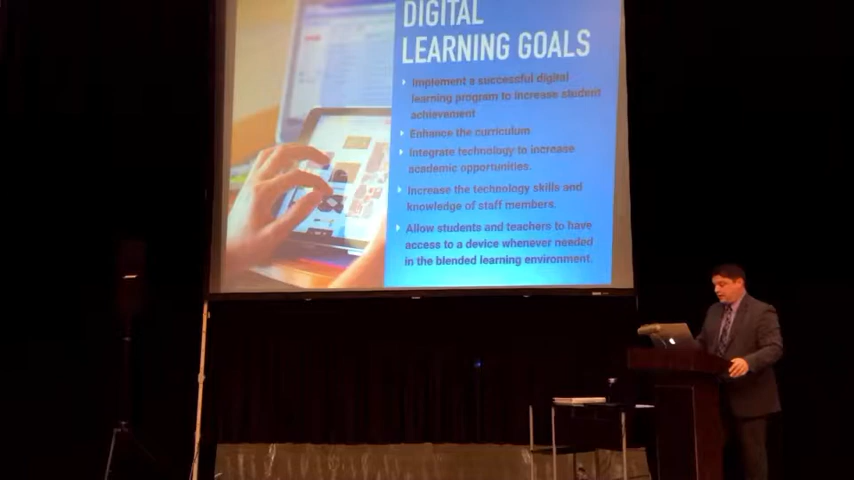 DIGITAL
LEARNING GOALS
Implement a successful digital
learning program to increase student
achievement
Enhance the curriculum.
Integrate technology to increase
academic opportunities.
Increase the technology skills and
knowledge of staff members.
Allow students and teachers to have
access to a device whenever needed
in the blended learning environment.